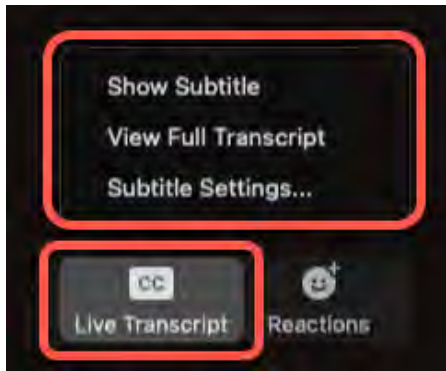 Show Subtitle
View Full Transcript
Subtitle Settings...
CC
Live Transcript
Reactions